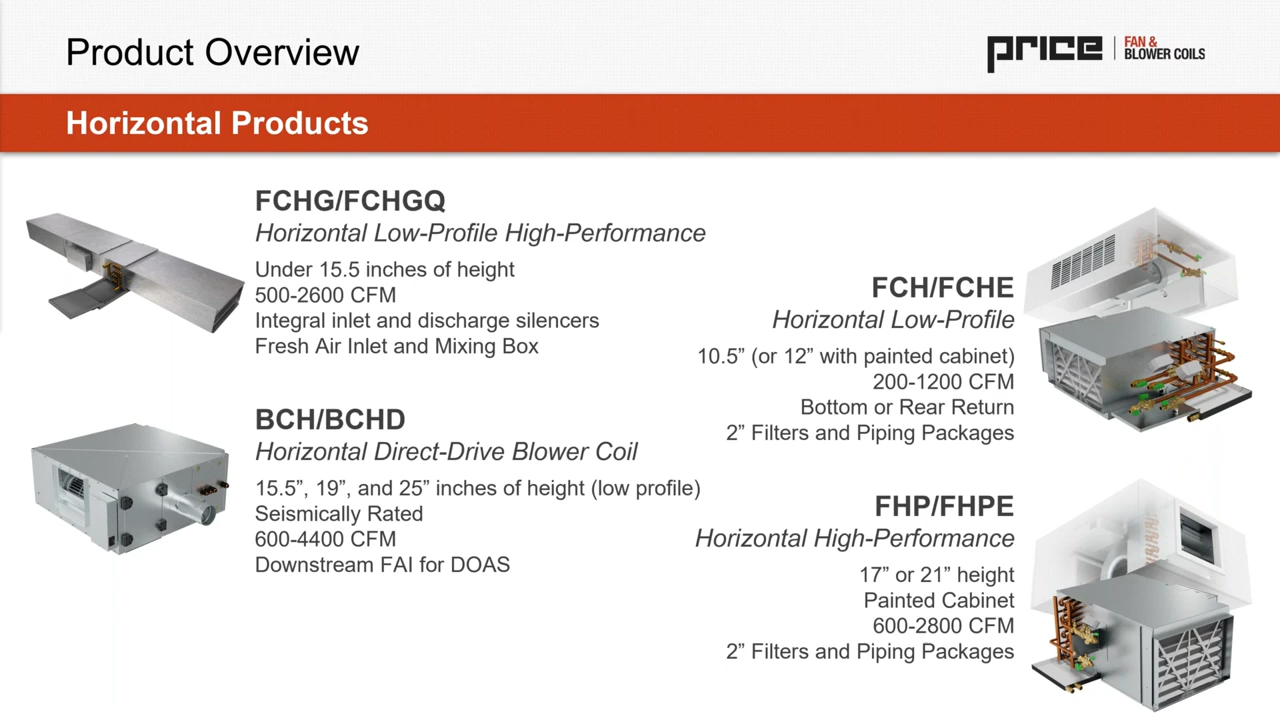 Product Overview
price
FAN &
BLOWER COILS
Horizontal Products
FCHG/FCHGQ
Horizontal Low-Profile High-Performance
Under 15.5 inches of height
500-2600 CFM
Integral inlet and discharge silencers
Fresh Air Inlet and Mixing Box
BCH/BCHD
Horizontal Direct-Drive Blower Coil
15.5”, 19”, and 25” inches of height (low profile)
Seismically Rated
600-4400 CFM
Downstream FAI for DOAS
FCH/FCHE
Horizontal Low-Profile
10.5” (or 12” with painted cabinet)
200-1200 CFM
Bottom or Rear Return
2” Filters and Piping Packages
FHP/FHPE
Horizontal High-Performance
17” or 21” height
Painted Cabinet
600-2800 CFM
2” Filters and Piping Packages